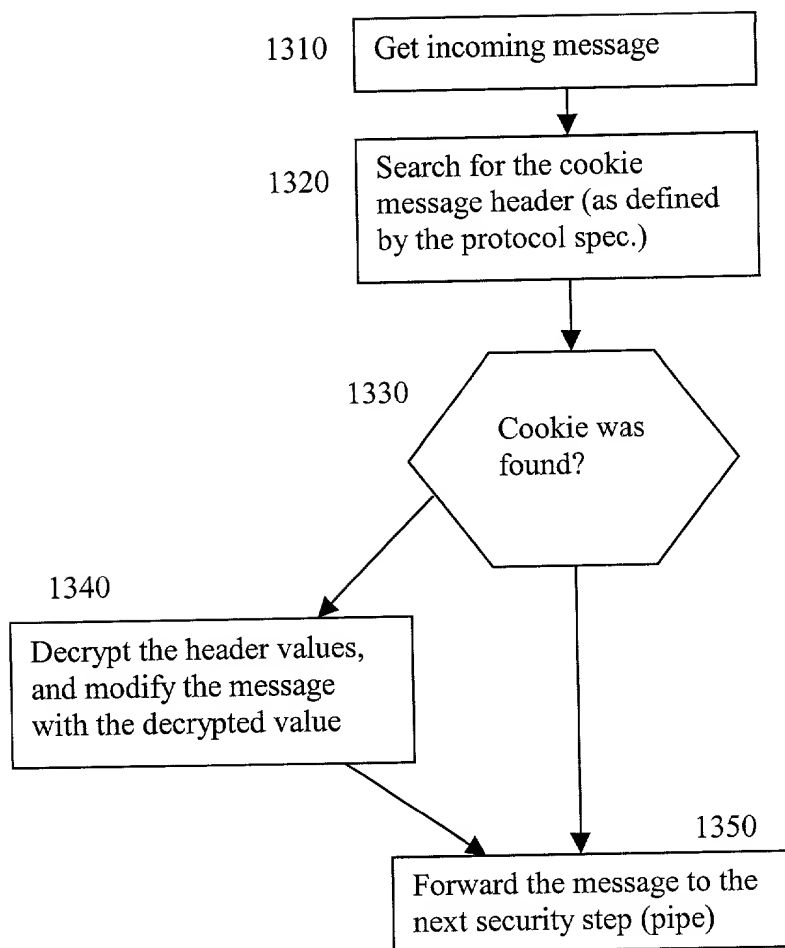 1310
Get incoming message
1320
Search for the cookie
message header (as defined
by the protocol spec.)
1330
Cookie was
found?
1340
Decrypt the header values,
and modify the message
with the decrypted value
1350
Forward the message to the
next security step (pipe)